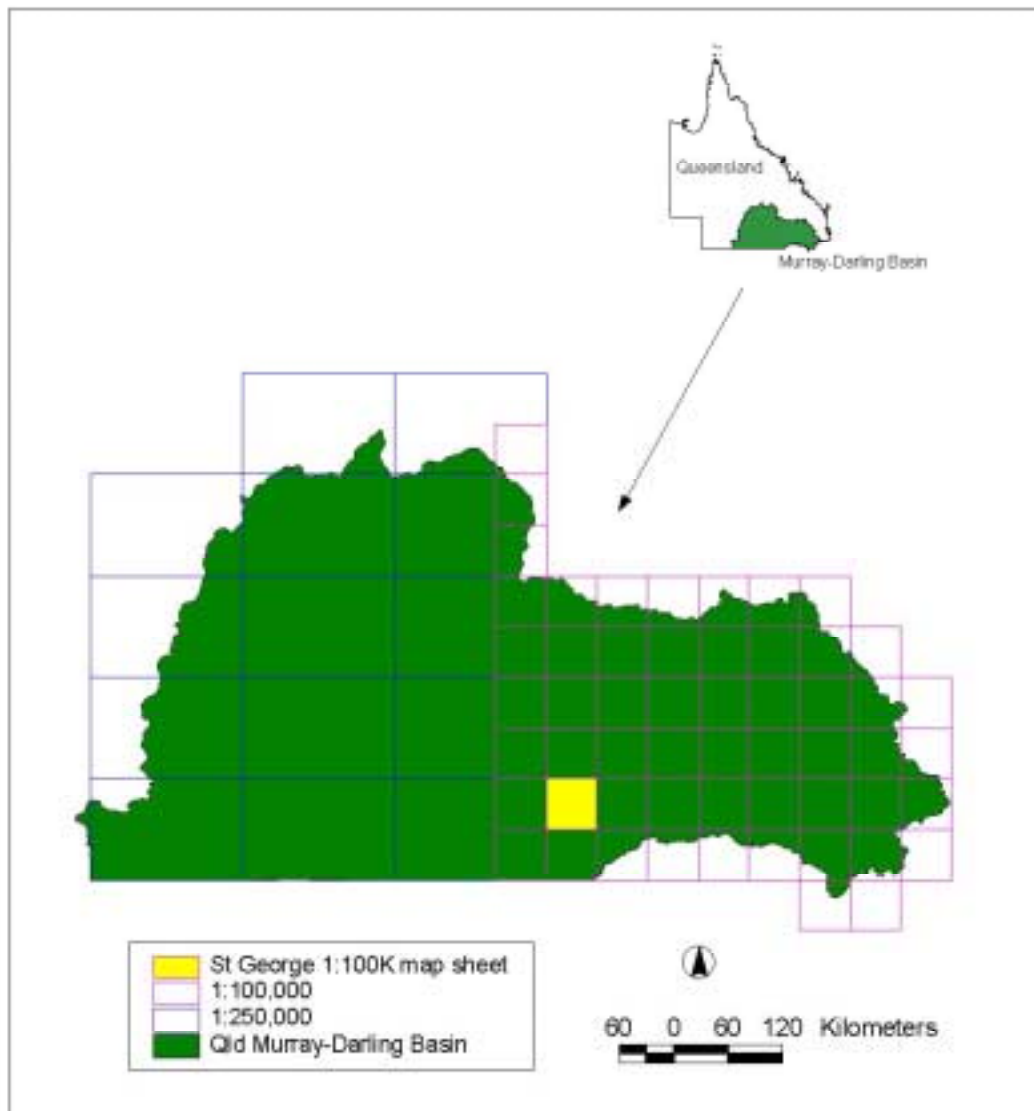 Queensland
Murray-Darling Basin
St George 1:100K map sheet
1:100,000
1:250,000
Qld Murray-Darling Basin
60 0 60 120 Kilometers